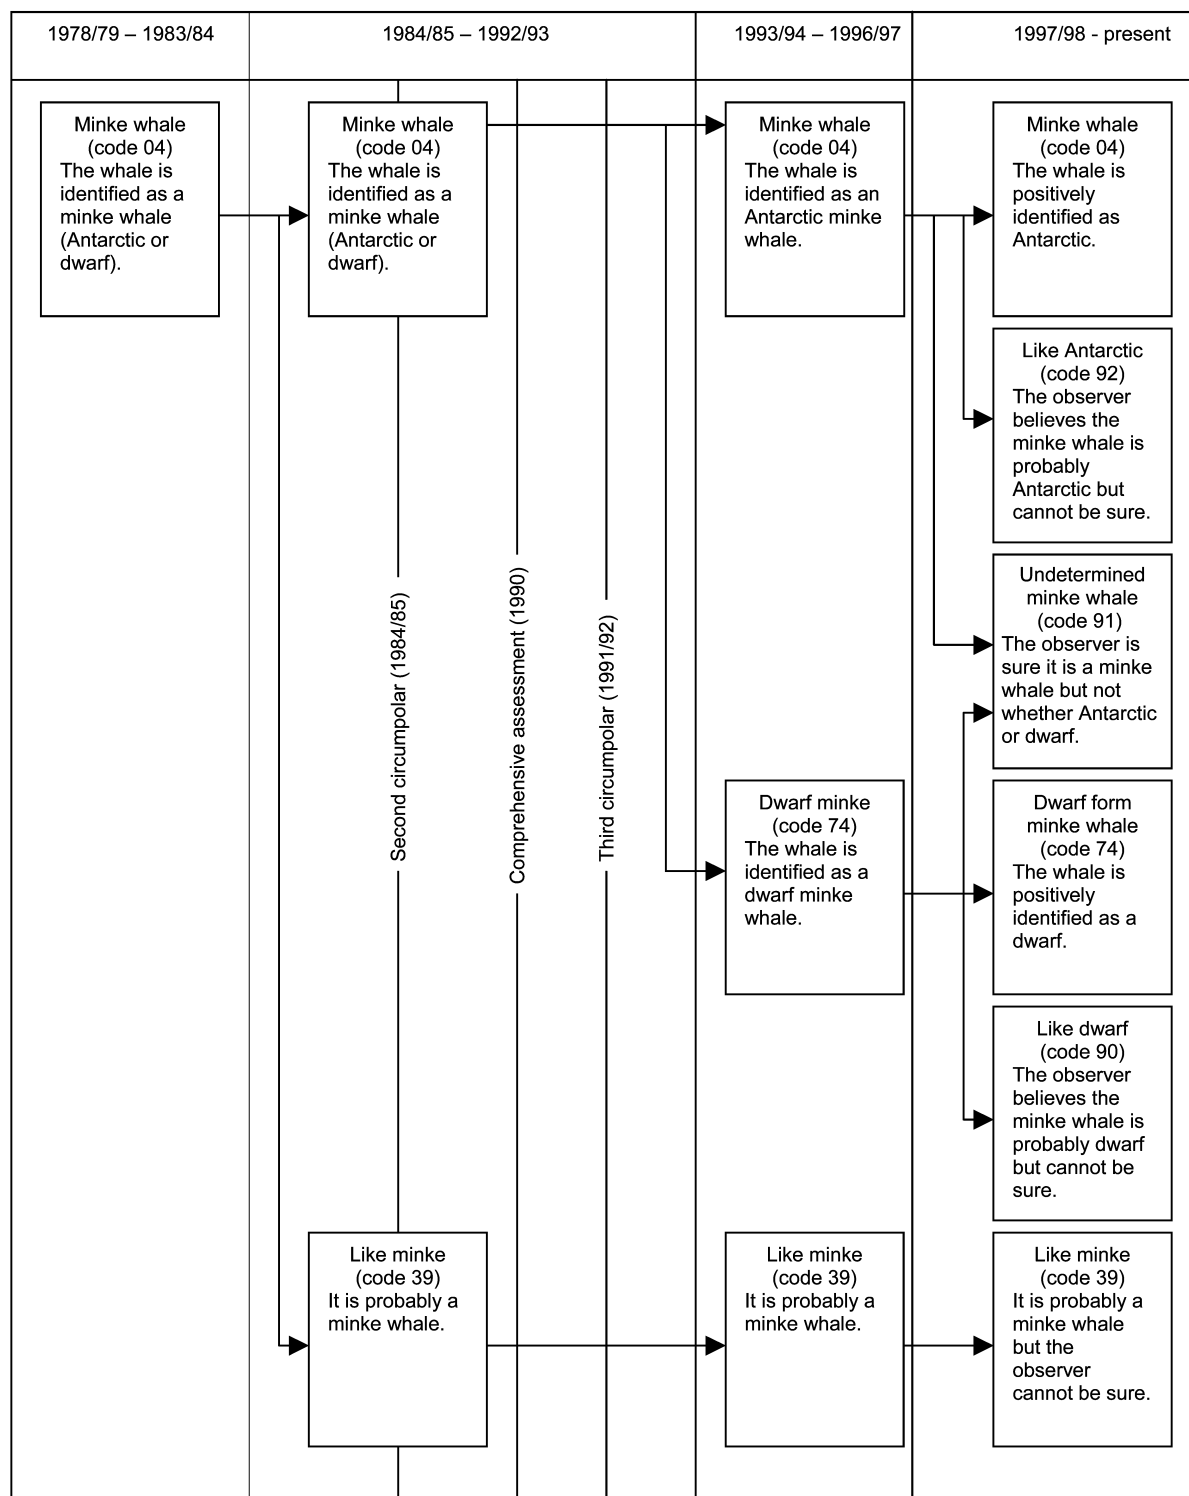 1978/79 – 1983/84
1984/85 – 1992/93
1993/94 – 1996/97
1997/98 - present
Minke whale
(code 04)
The whale is
identified as a
minke whale
(Antarctic or
dwarf).
Minke whale
(code 04)
The whale is
identified as a
minke whale
(Antarctic or
dwarf).
Minke whale
(code 04)
The whale is
identified as an
Antarctic minke
whale.
Minke whale
(code 04)
The whale is
positively
identified as
Antarctic.
Like Antarctic
(code 92)
The observer
believes the
minke whale is
probably
Antarctic but
cannot be sure.
Undetermined
minke whale
(code 91)
The observer is
sure it is a minke
whale but not
whether Antarctic
or dwarf.
Second circumpolar (1984/85)
Comprehensive assessment (1990)
Third circumpolar (1991/92)
Dwarf minke
(code 74)
The whale is
identified as a
dwarf minke
whale.
Dwarf form
minke whale
(code 74)
The whale is
positively
identified as a
dwarf.
Like dwarf
(code 90)
The observer
believes the
minke whale is
probably dwarf
but cannot be
sure.
Like minke
(code 39)
It is probably a
minke whale.
Like minke
(code 39)
It is probably a
minke whale.
Like minke
(code 39)
It is probably a
minke whale
but the
observer
cannot be sure.